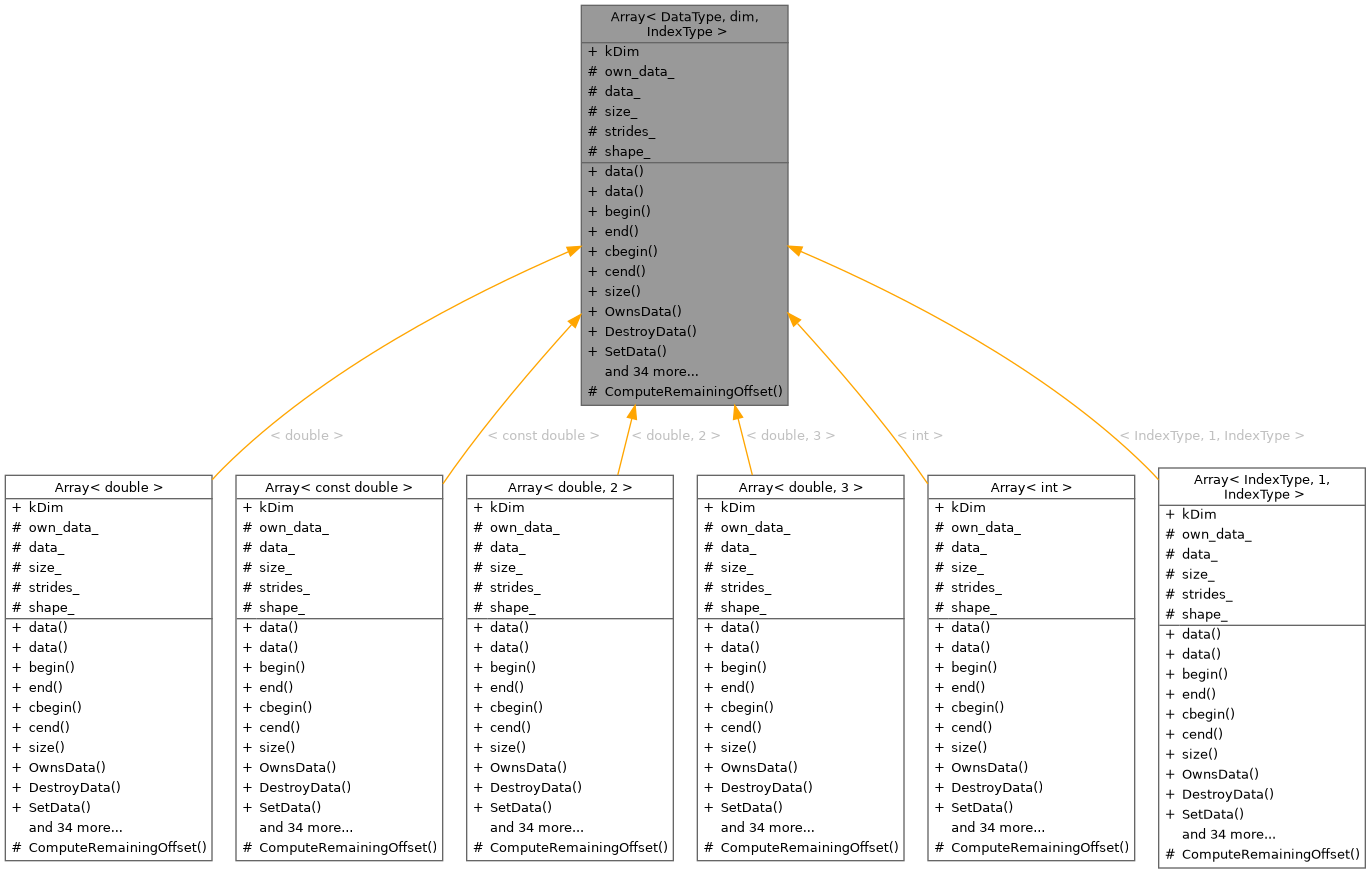 Array< DataType, dim,
IndexType >
+ kDim
# own_data_
# data_
# size_
# strides_
# shape_
+ data()
+ data()
+ begin()
+ end()
+ cbegin()
+ cend()
+ size()
+ OwnsData()
+ DestroyData()
+ SetData()
and 34 more...
# ComputeRemainingOffset()
< double >
< const double >
< double, 2 >
< double, 3 >
< int >
< IndexType, 1, IndexType >
Array< double >
+ kDim
# own_data_
# data_
# size_
# strides_
# shape_
+ data()
+ data()
+ begin()
+ end()
+ cbegin()
+ cend()
+ size()
+ OwnsData()
+ DestroyData()
+ SetData()
and 34 more...
# ComputeRemainingOffset()
Array< const double >
+ kDim
# own_data_
# data_
# size_
# strides_
# shape_
+ data()
+ data()
+ begin()
+ end()
+ cbegin()
+ cend()
+ size()
+ OwnsData()
+ DestroyData()
+ SetData()
and 34 more...
# ComputeRemainingOffset()
Array< double, 2 >
+ kDim
# own_data_
# data_
# size_
# strides_
# shape_
+ data()
+ data()
+ begin()
+ end()
+ cbegin()
+ cend()
+ size()
+ OwnsData()
+ DestroyData()
+ SetData()
and 34 more...
# ComputeRemainingOffset()
Array< double, 3 >
+ kDim
# own_data_
# data_
# size_
# strides_
# shape_
+ data()
+ data()
+ begin()
+ end()
+ cbegin()
+ cend()
+ size()
+ OwnsData()
+ DestroyData()
+ SetData()
and 34 more...
# ComputeRemainingOffset()
Array< int >
+ kDim
# own_data_
# data_
# size_
# strides_
# shape_
+ data()
+ data()
+ begin()
+ end()
+ cbegin()
+ cend()
+ size()
+ OwnsData()
+ DestroyData()
+ SetData()
and 34 more...
# ComputeRemainingOffset()
Array< IndexType, 1,
IndexType >
+ kDim
# own_data_
# data_
# size_
# strides_
# shape_
+ data()
+ data()
+ begin()
+ end()
+ cbegin()
+ cend()
+ size()
+ OwnsData()
+ DestroyData()
+ SetData()
and 34 more...
# ComputeRemainingOffset()